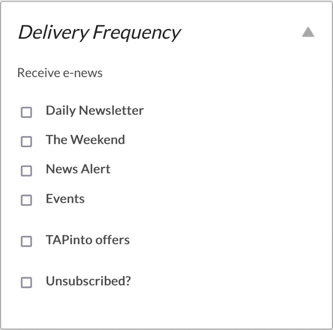 Delivery Frequency
Receive e-news
Daily Newsletter
The Weekend
News Alert
Events
TAPinto offers
Unsubscribed?